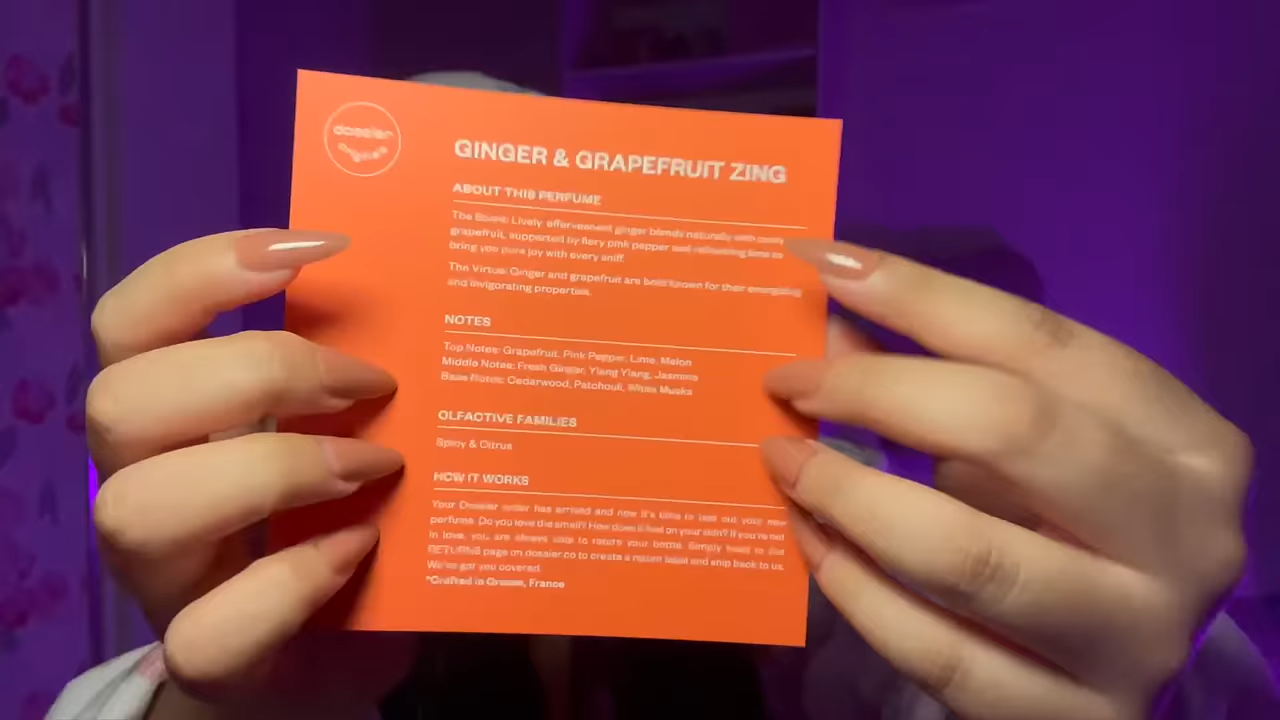 dossier
originals
GINGER & GRAPEFRUIT ZING
ABOUT THIS PERFUME
The Scent: Lively, effervescent ginger blends naturally with zesty
grapefruit, supported by fiery pink pepper and refreshing lime to
bring you pure joy with every sniff.
The Virtue: Ginger and grapefruit are both known for their energizing
and invigorating properties.
NOTES
Top Notes: Grapefruit, Pink Pepper, Lime, Melon
Middle Notes: Fresh Ginger, Ylang Ylang, Jasmine
Base Notes: Cedarwood, Patchouli, White Musks
OLFACTIVE FAMILIES
Spicy & Citrus
HOW IT WORKS
Your Dossier order has arrived and now it's time to test out your new
perfume. Do you love the smell? How does it feel on your skin? If you're not
in love, you are always able to return your bottle. Simply head to the
RETURNS page on dossier.co to create a return label and ship back to us.
We've got you covered.
*Crafted in Grasse, France